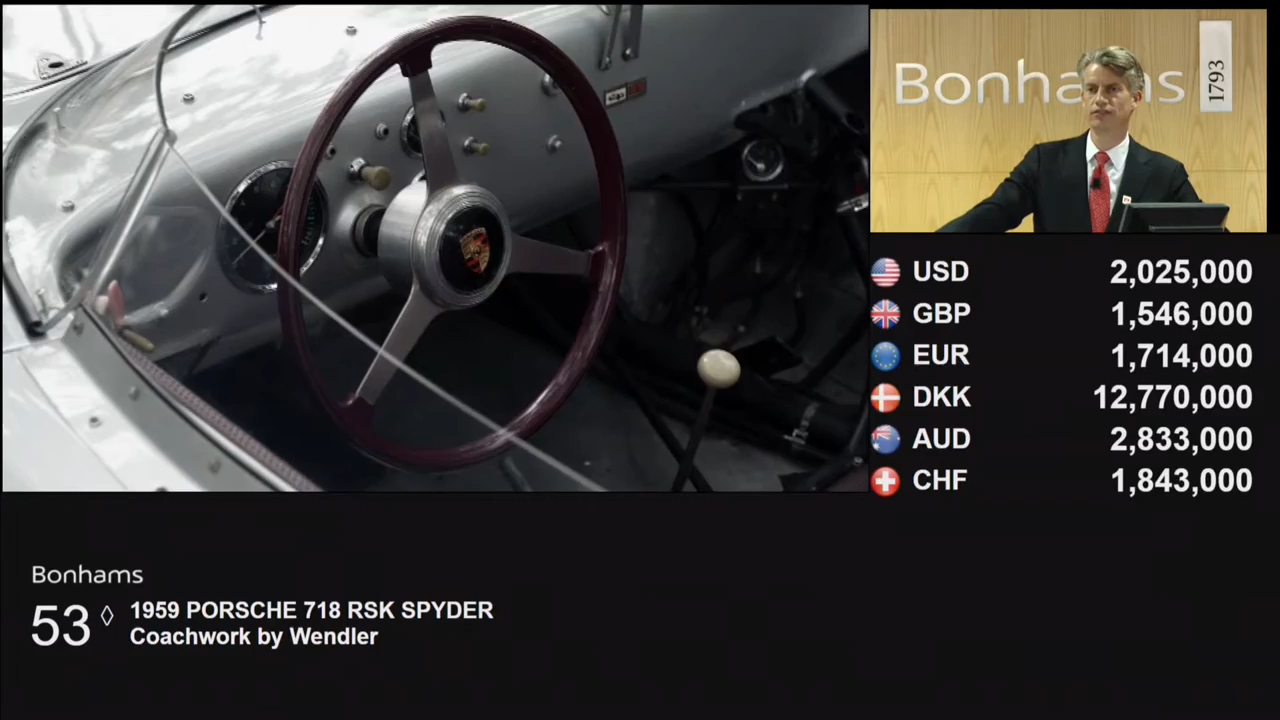 Bonhams
1793
USD 2,025,000
GBP 1,546,000
EUR 1,714,000
DKK 12,770,000
AUD 2,833,000
CHF 1,843,000
Bonhams
53 ◊ 1959 PORSCHE 718 RSK SPYDER
Coachwork by Wendler